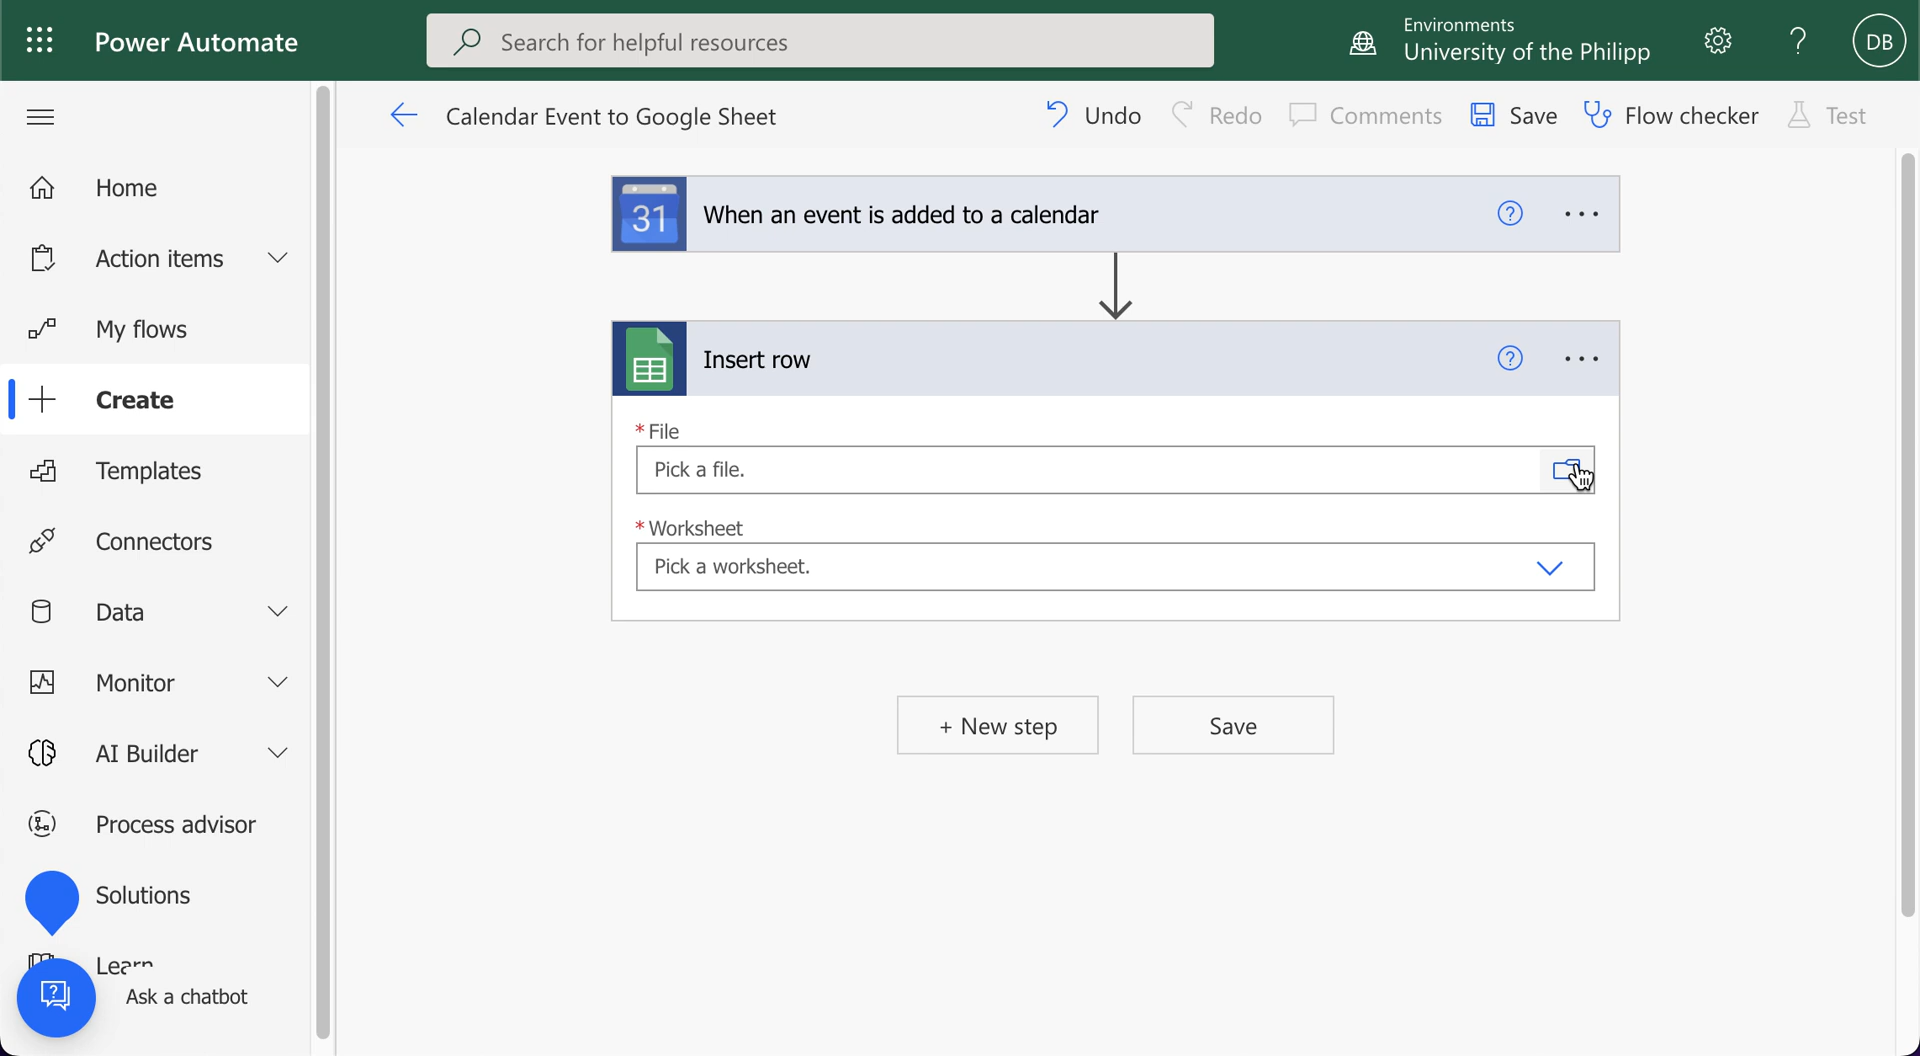 Power Automate
Search for helpful resources
Environments
University of the Philipp
?
DB
Calendar Event to Google Sheet
Undo
Redo
Comments
Save
Flow checker
Test
Home
Action items
My flows
Create
Templates
Connectors
Data
Monitor
AI Builder
Process advisor
Solutions
Learn
Ask a chatbot
31
When an event is added to a calendar
?
Insert row
?
* File
Pick a file.
* Worksheet
Pick a worksheet.
+ New step
Save